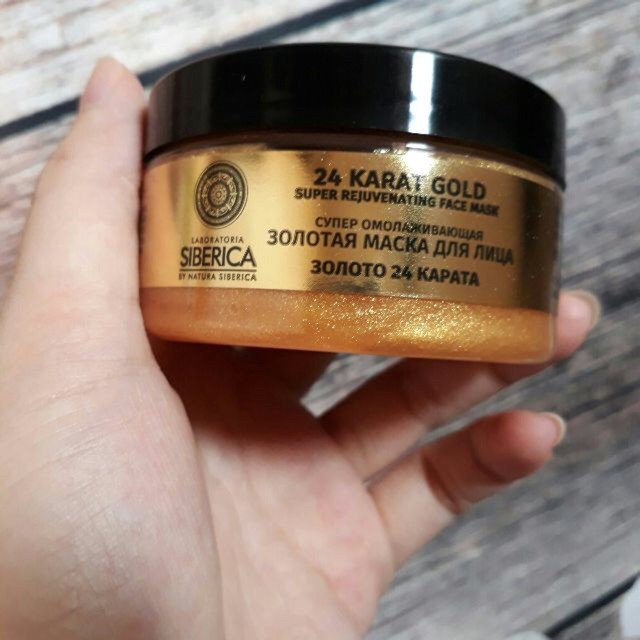 24 KARAT GOLD
SUPER REJUVENATING FACE MASK
СУПЕР ОМОЛАЖИВАЮЩАЯ
ЗОЛОТАЯ МАСКА ДЛЯ ЛИЦА
ЗОЛОТО 24 КАРАТА
LABORATORIA
SIBERICA
BY NATURA SIBERICA